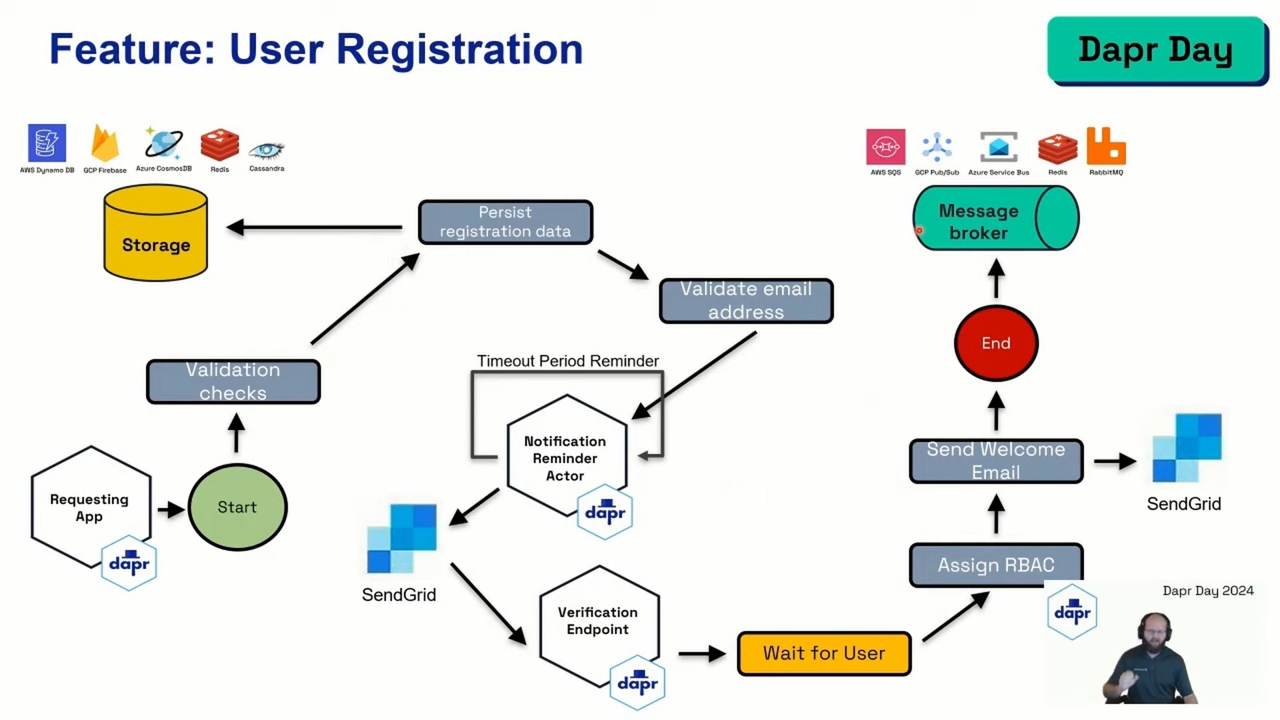 Feature: User Registration
Dapr Day
AWS Dynamo DB
GCP Firebase
Azure CosmosDB
Redis
Cassandra
AWS SQS
GCP Pub/Sub
Azure Service Bus
Redis
RabbitMQ
Storage
Persist
registration data
Message
broker
Validate email
address
Timeout Period Reminder
Validation
checks
End
Notification
Reminder
Actor
dapr
Send Welcome
Email
SendGrid
Requesting
App
dapr
Start
SendGrid
Assign RBAC
Verification
Endpoint
dapr
Wait for User
Dapr Day 2024
dapr